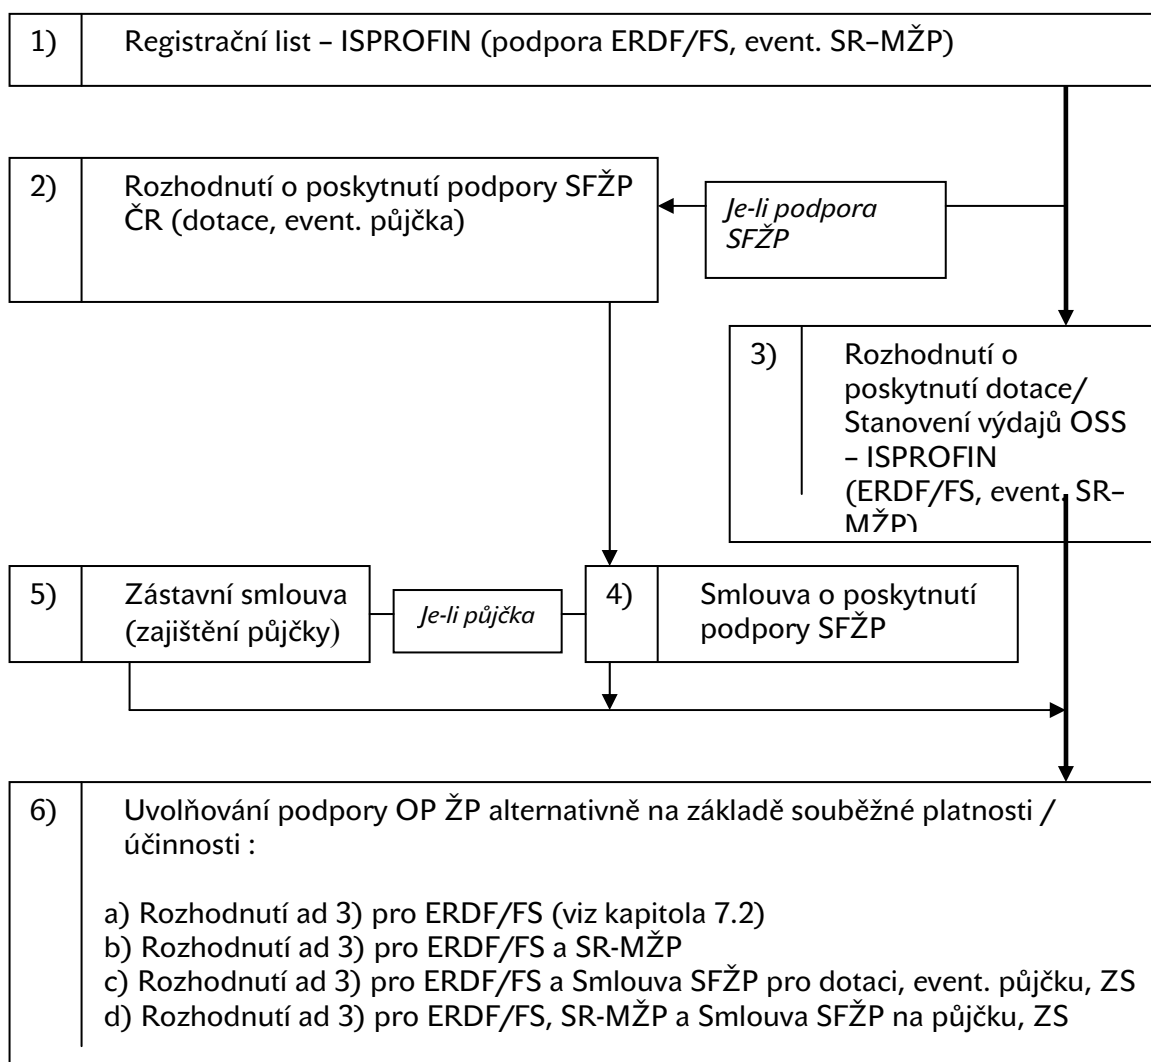 1) Registrační list – ISPROFIN (podpora ERDF/FS, event. SR–MŽP)
2) Rozhodnutí o poskytnutí podpory SFŽP
ČR (dotace, event. půjčka)
Je-li podpora
SFŽP
3) Rozhodnutí o
poskytnutí dotace/
Stanovení výdajů OSS
– ISPROFIN
(ERDF/FS, event. SR–
MŽP)
5) Zástavní smlouva
(zajištění půjčky)
Je-li půjčka
4) Smlouva o poskytnutí
podpory SFŽP
6) Uvolňování podpory OP ŽP alternativně na základě souběžné platnosti /
účinnosti :
a) Rozhodnutí ad 3) pro ERDF/FS (viz kapitola 7.2)
b) Rozhodnutí ad 3) pro ERDF/FS a SR-MŽP
c) Rozhodnutí ad 3) pro ERDF/FS a Smlouva SFŽP pro dotaci, event. půjčku, ZS
d) Rozhodnutí ad 3) pro ERDF/FS, SR-MŽP a Smlouva SFŽP na půjčku, ZS